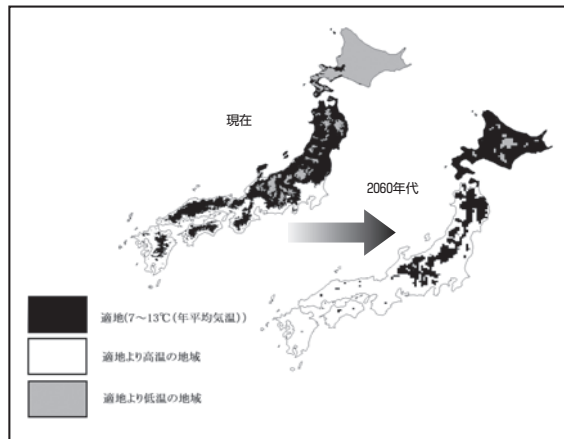 現在
2060年代
適地(7～13℃(年平均気温))
適地より高温の地域
適地より低温の地域